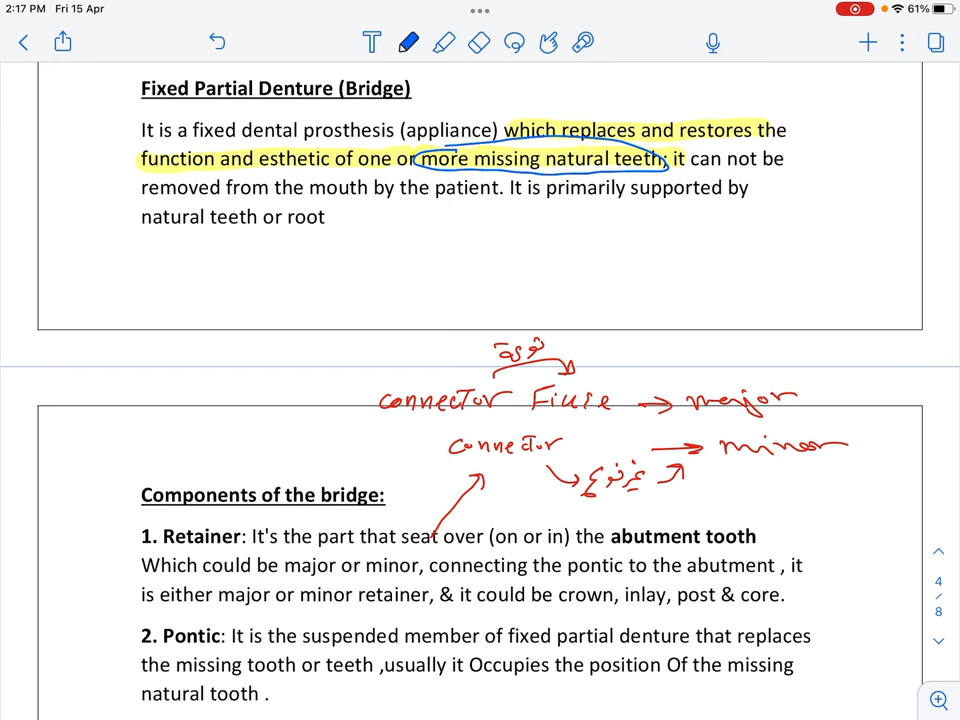 2:17 PM Fri 15 Apr
61%
Fixed Partial Denture (Bridge)
It is a fixed dental prosthesis (appliance) which replaces and restores the
function and esthetic of one or more missing natural teeth; it can not be
removed from the mouth by the patient. It is primarily supported by
natural teeth or root
connector → major
connector → minor
Components of the bridge:
1. Retainer: It's the part that seat over (on or in) the abutment tooth
Which could be major or minor, connecting the pontic to the abutment , it
is either major or minor retainer, & it could be crown, inlay, post & core.
2. Pontic: It is the suspended member of fixed partial denture that replaces
the missing tooth or teeth ,usually it Occupies the position Of the missing
natural tooth .
4
/
8